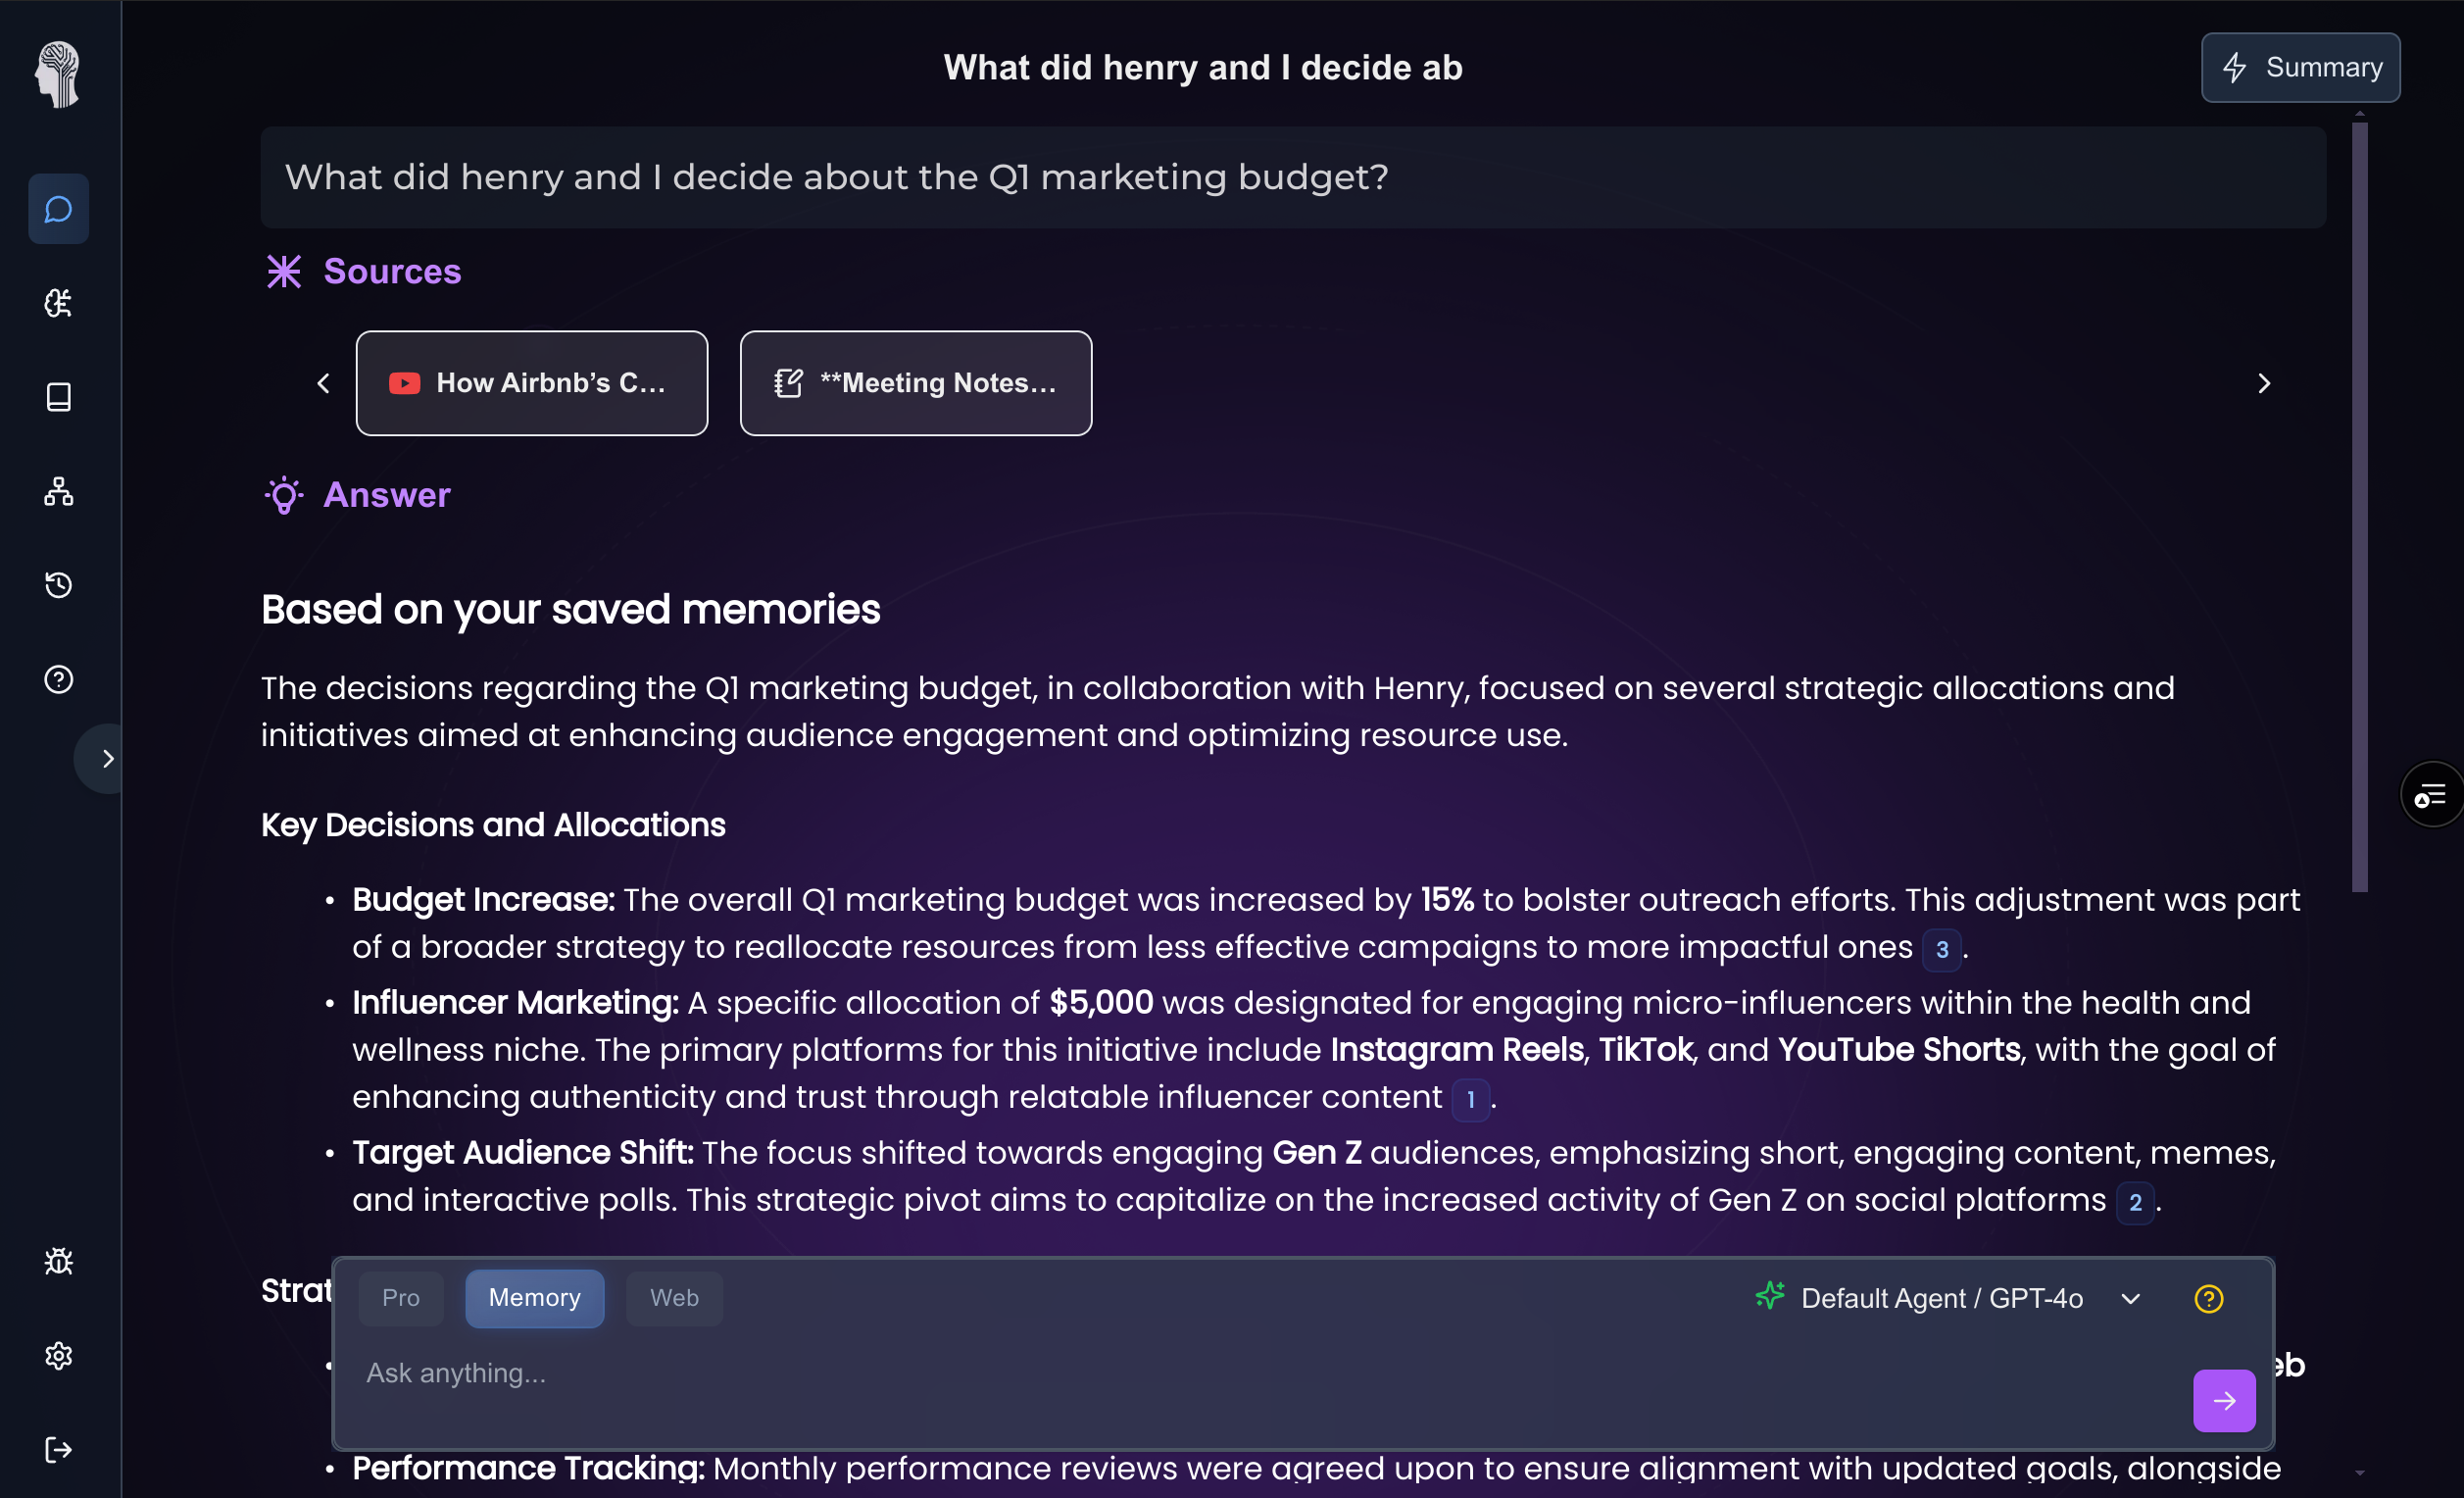 What did henry and I decide ab
Summary
What did henry and I decide about the Q1 marketing budget?
Sources
How Airbnb’s C...
**Meeting Notes...
Answer
Based on your saved memories
The decisions regarding the Q1 marketing budget, in collaboration with Henry, focused on several strategic allocations and
initiatives aimed at enhancing audience engagement and optimizing resource use.
Key Decisions and Allocations
• Budget Increase: The overall Q1 marketing budget was increased by 15% to bolster outreach efforts. This adjustment was part
of a broader strategy to reallocate resources from less effective campaigns to more impactful ones 3.
• Influencer Marketing: A specific allocation of $5,000 was designated for engaging micro-influencers within the health and
wellness niche. The primary platforms for this initiative include Instagram Reels, TikTok, and YouTube Shorts, with the goal of
enhancing authenticity and trust through relatable influencer content 1.
• Target Audience Shift: The focus shifted towards engaging Gen Z audiences, emphasizing short, engaging content, memes,
and interactive polls. This strategic pivot aims to capitalize on the increased activity of Gen Z on social platforms 2.
Strat
Pro Memory Web Default Agent / GPT-4o
eb
Ask anything...
• Performance Tracking: Monthly performance reviews were agreed upon to ensure alignment with updated goals, alongside